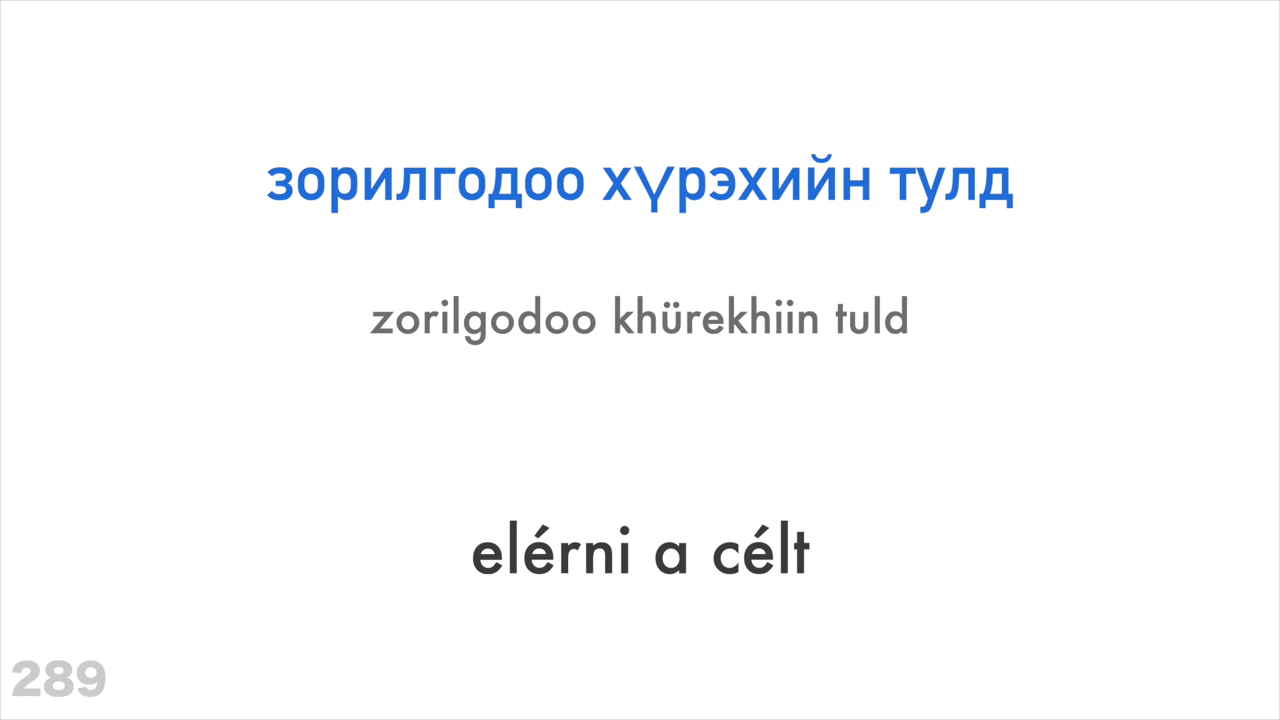 зорилгодоо хүрэхийн тулд
zorilgodoo khürekhiin tuld
elérni a célt
289